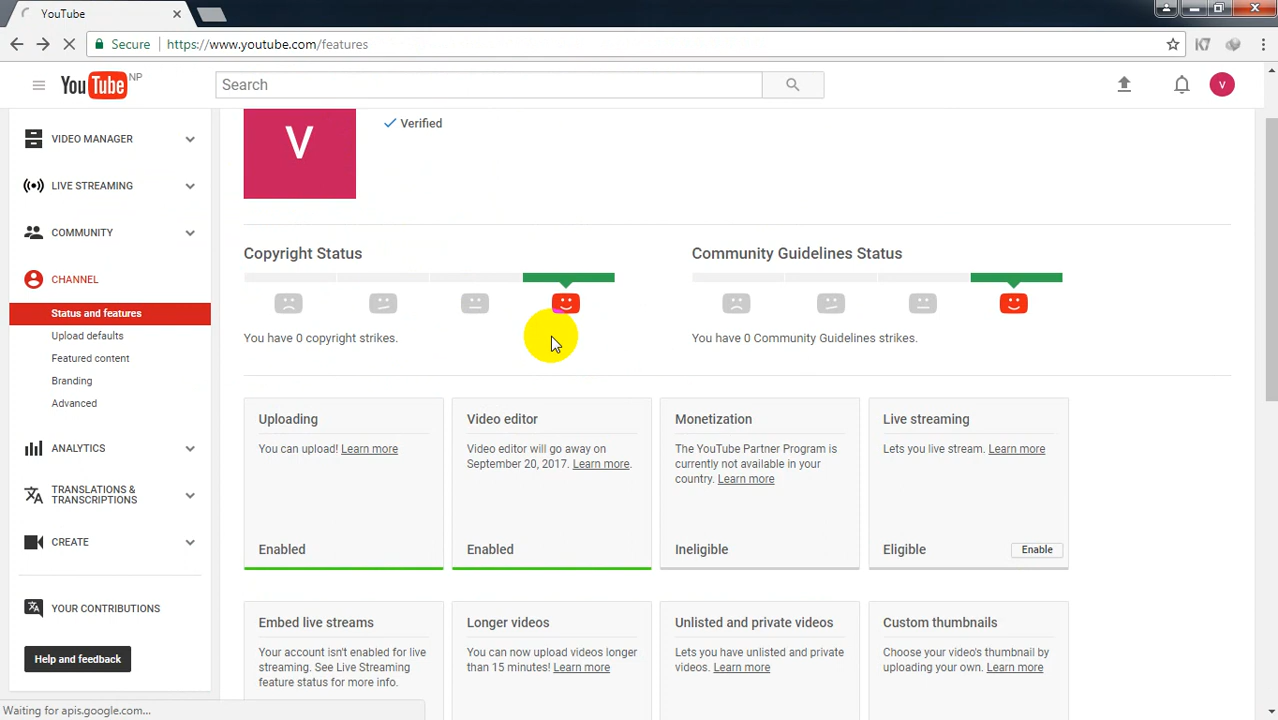 YouTube
Secure
https://www.youtube.com/features
K7
YouTube NP
Search
V
VIDEO MANAGER
LIVE STREAMING
COMMUNITY
CHANNEL
Status and features
Upload defaults
Featured content
Branding
Advanced
ANALYTICS
TRANSLATIONS &
TRANSCRIPTIONS
CREATE
YOUR CONTRIBUTIONS
Help and feedback
Waiting for apis.google.com...
V
Verified
Copyright Status
You have 0 copyright strikes.
Community Guidelines Status
You have 0 Community Guidelines strikes.
Uploading
You can upload! Learn more
Enabled
Video editor
Video editor will go away on
September 20, 2017. Learn more.
Enabled
Monetization
The YouTube Partner Program is
currently not available in your
country. Learn more
Ineligible
Live streaming
Lets you live stream. Learn more
Eligible
Enable
Embed live streams
Your account isn't enabled for live
streaming. See Live Streaming
feature status for more info.
Longer videos
You can now upload videos longer
than 15 minutes! Learn more
Unlisted and private videos
Lets you have unlisted and private
videos. Learn more
Custom thumbnails
Choose your video's thumbnail by
uploading your own. Learn more